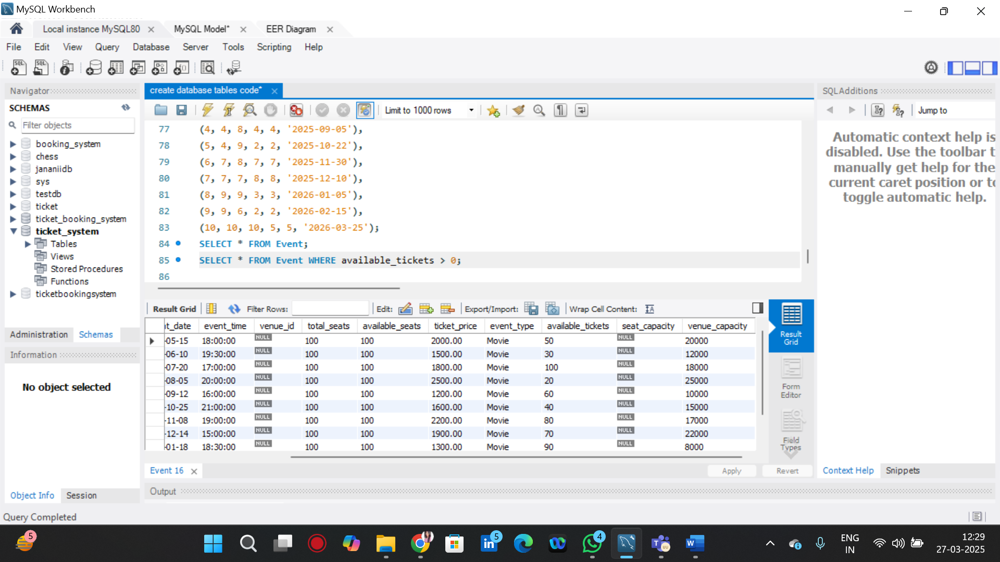 MySQL Workbench
Local instance MySQL80
MySQL Model*
EER Diagram
File Edit View Query Database Server Tools Scripting Help
Navigator
SCHEMAS
Filter objects
booking_system
chess
jananiidb
sys
testdb
ticket
ticket_booking_system
ticket_system
Tables
Views
Stored Procedures
Functions
ticketbookingsystem
Administration Schemas
Information
No object selected
Object Info Session
create database tables code*
Limit to 1000 rows
77 (4, 4, 8, 4, 4, '2025-09-05'),
78 (5, 4, 9, 2, 2, '2025-10-22'),
79 (6, 7, 8, 7, 7, '2025-11-30'),
80 (7, 7, 7, 8, 8, '2025-12-10'),
81 (8, 9, 9, 3, 3, '2026-01-05'),
82 (9, 9, 6, 2, 2, '2026-02-15'),
83 (10, 10, 10, 5, 5, '2026-03-25');
84 SELECT * FROM Event;
85 SELECT * FROM Event WHERE available_tickets > 0;
86
Result Grid Filter Rows: Edit: Export/Import: Wrap Cell Content:
t_date event_time venue_id total_seats available_seats ticket_price event_type available_tickets seat_capacity venue_capacity
-05-15 18:00:00 NULL 100 100 2000.00 Movie 50 NULL 20000
-06-10 19:30:00 NULL 100 100 1500.00 Movie 30 NULL 12000
-07-20 17:00:00 NULL 100 100 1800.00 Movie 100 NULL 18000
-08-05 20:00:00 NULL 100 100 2500.00 Movie 20 NULL 25000
-09-12 16:00:00 NULL 100 100 1200.00 Movie 60 NULL 10000
-10-25 21:00:00 NULL 100 100 1600.00 Movie 40 NULL 15000
-11-08 19:00:00 NULL 100 100 2200.00 Movie 80 NULL 17000
-12-14 15:00:00 NULL 100 100 1900.00 Movie 70 NULL 22000
-01-18 18:30:00 NULL 100 100 1300.00 Movie 90 NULL 8000
Result
Grid
Form
Editor
Field
Types
Event 16
Apply Revert
Output
SQLAdditions
Jump to
Automatic context help is
disabled. Use the toolbar t
manually get help for the
current caret position or to
toggle automatic help.
Context Help Snippets
Query Completed
5
5
4
ENG
IN
12:29
27-03-2025